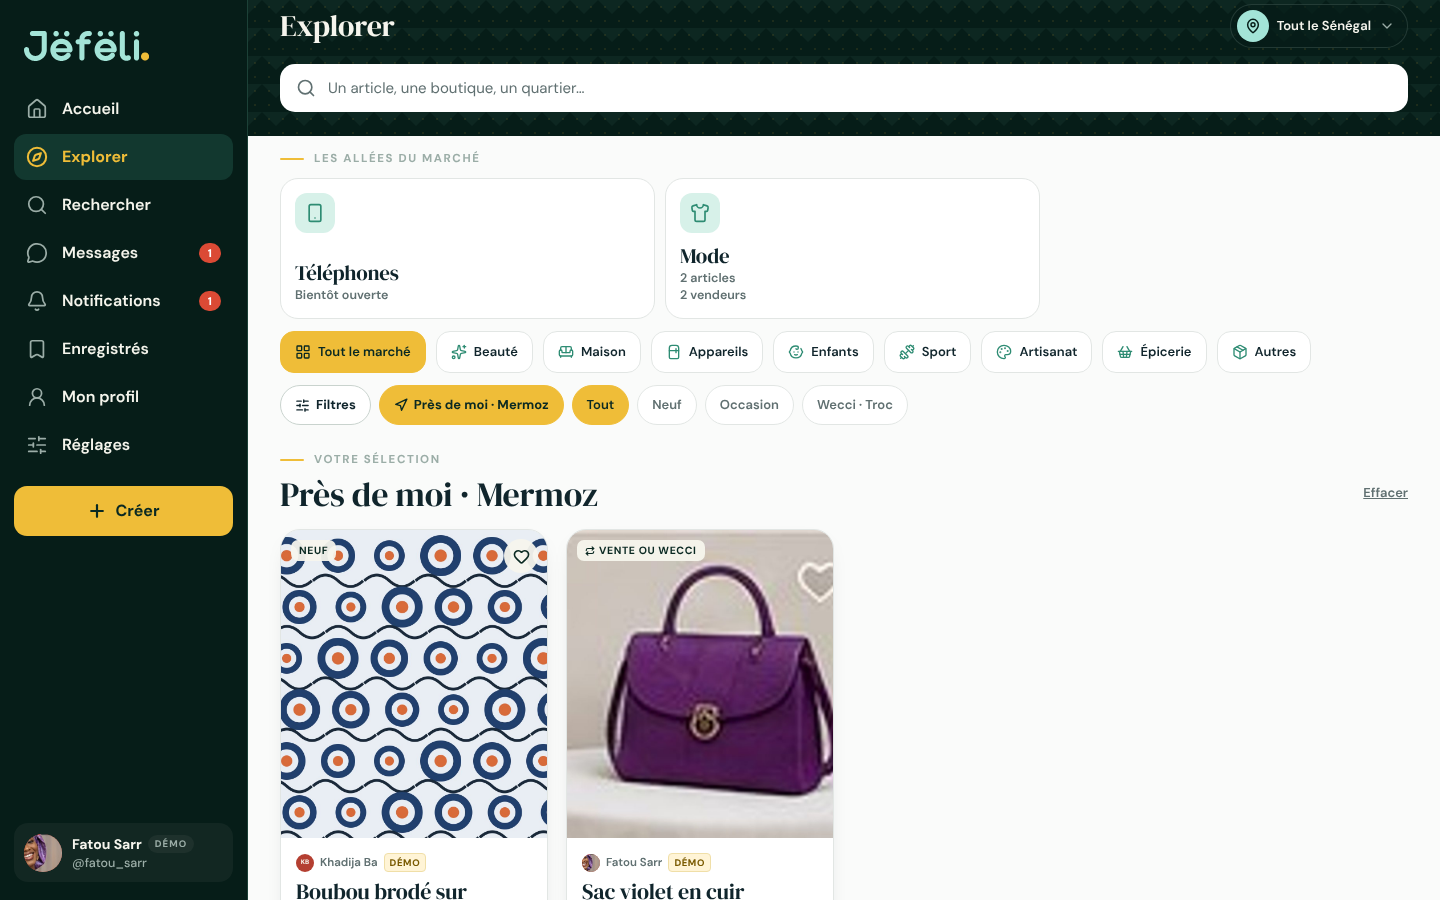 Jëfëli.
Accueil
Explorer
Rechercher
Messages 1
Notifications 1
Enregistrés
Mon profil
Réglages
Créer
Fatou Sarr DÉMO
@fatou_sarr
Explorer
Tout le Sénégal
Un article, une boutique, un quartier...
LES ALLÉES DU MARCHÉ
Téléphones
Bientôt ouverte
Mode
2 articles
2 vendeurs
Tout le marché Beauté Maison Appareils Enfants Sport Artisanat Épicerie Autres
Filtres Près de moi · Mermoz Tout Neuf Occasion Wecci · Troc
VOTRE SÉLECTION
Près de moi · Mermoz
Effacer
NEUF
KB Khadija Ba DÉMO
Boubou brodé sur
VENTE OU WECCI
Fatou Sarr DÉMO
Sac violet en cuir